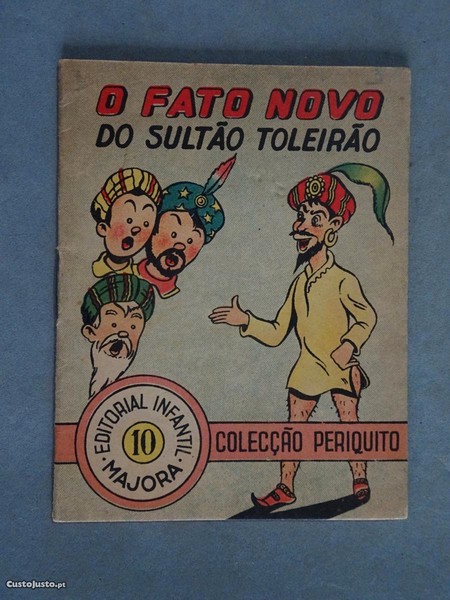 O FATO NOVO
DO SULTÃO TOLEIRÃO
EDITORIAL INFANTIL
10
MAJORA
COLECÇÃO PERIQUITO
CustoJusto.pt